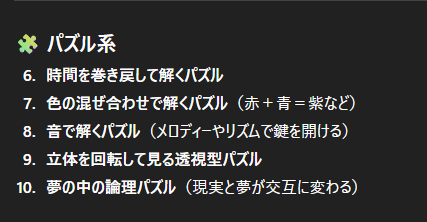 🧩 パズル系
6. 時間を巻き戻して解くパズル
7. 色の混ぜ合わせで解くパズル（赤＋青＝紫など）
8. 音で解くパズル（メロディーやリズムで鍵を開ける）
9. 立体を回転して見る透視型パズル
10. 夢の中の論理パズル（現実と夢が交互に変わる）